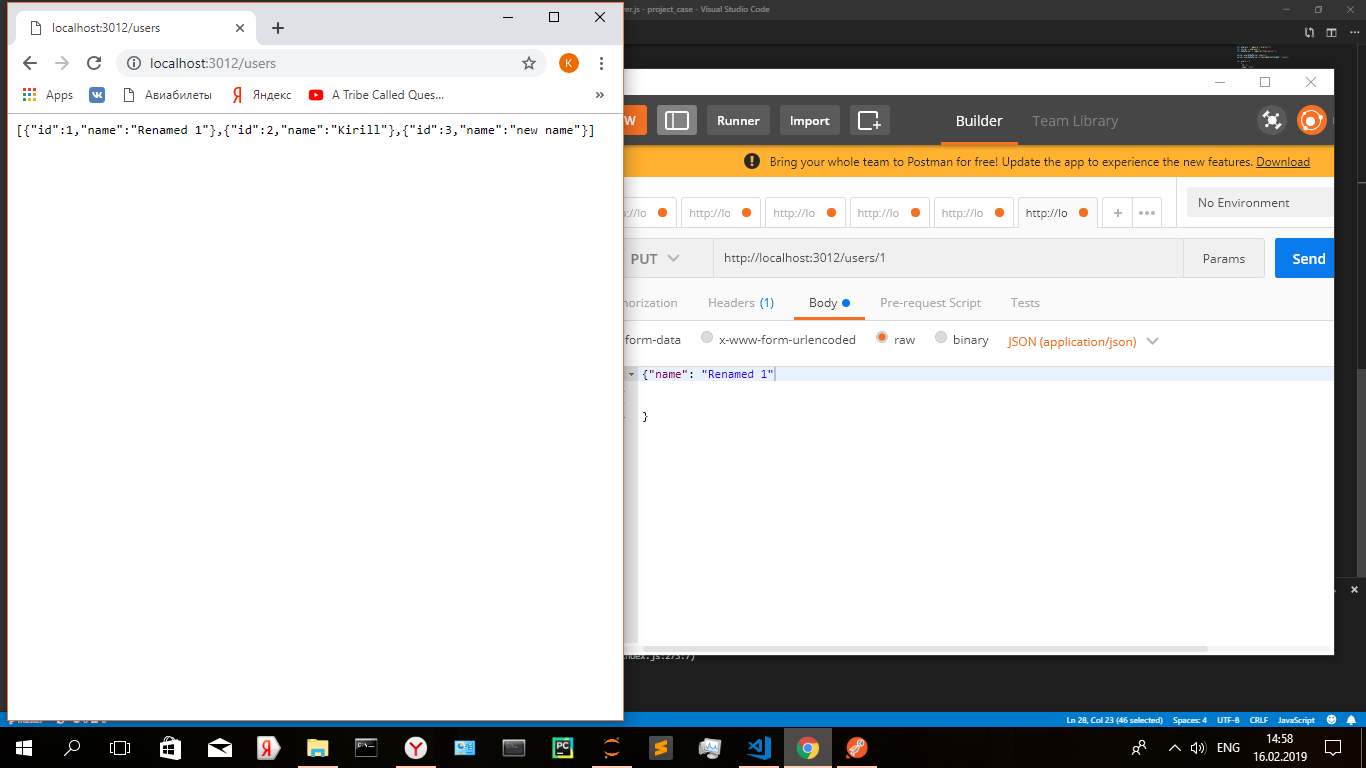 localhost:3012/users
localhost:3012/users
K
Apps
Авиабилеты
Яндекс
A Tribe Called Ques...
»
[{"id":1,"name":"Renamed 1"},{"id":2,"name":"Kirill"},{"id":3,"name":"new name"}]
er.js - project_case - Visual Studio Code
W
Runner
Import
Builder
Team Library
Bring your whole team to Postman for free! Update the app to experience the new features. Download
://lo
http://lo
http://lo
http://lo
http://lo
http://lo
No Environment
PUT
http://localhost:3012/users/1
Params
Send
horization
Headers (1)
Body
Pre-request Script
Tests
form-data
x-www-form-urlencoded
raw
binary
JSON (application/json)
{"name": "Renamed 1"
}
index.js:275:7)
Ln 28, Col 23 (46 selected)
Spaces: 4
UTF-8
CRLF
JavaScript
ENG
14:58
16.02.2019